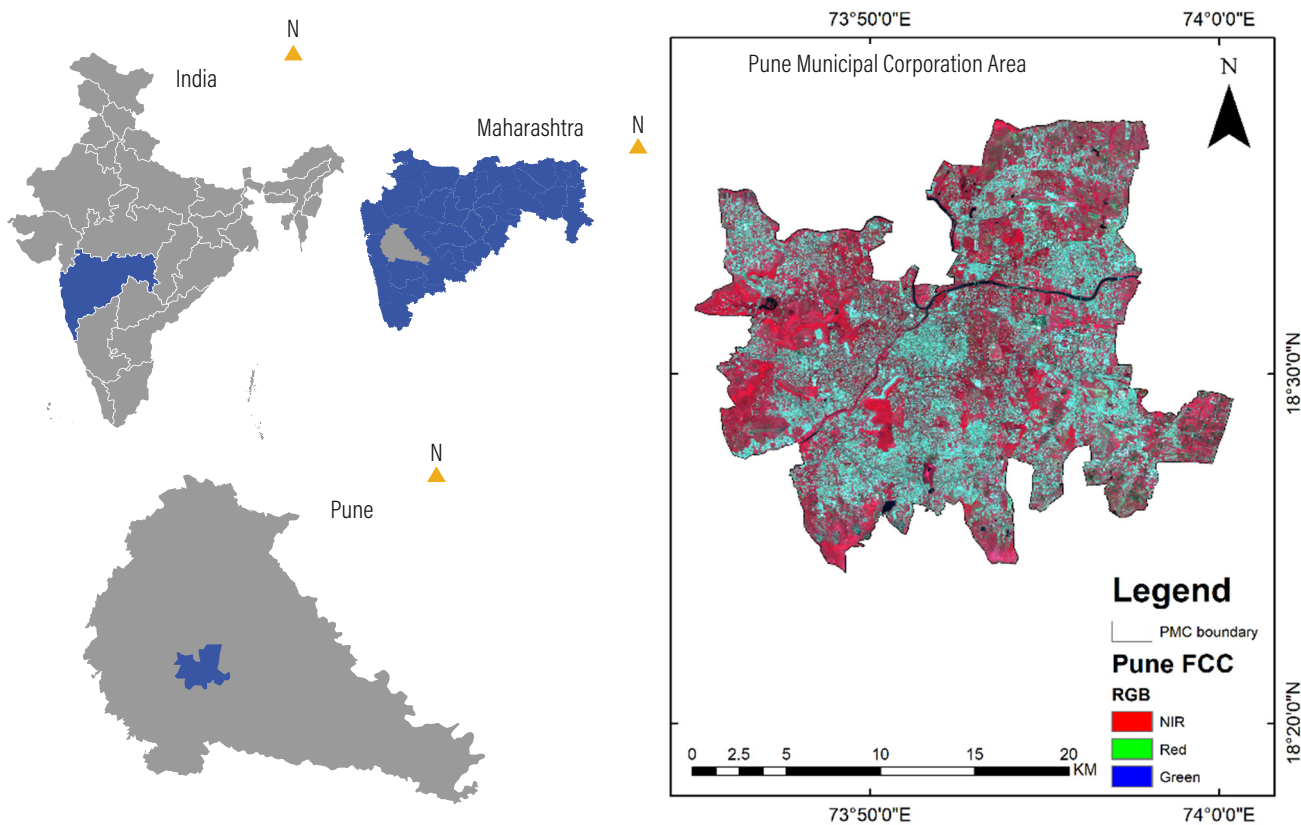 N
India
Maharashtra
N
N
Pune
73°50'0"E
74°0'0"E
Pune Municipal Corporation Area
N
18°30'0"N
18°20'0"N
Legend
PMC boundary
Pune FCC
RGB
NIR
Red
Green
0 2.5 5 10 15 20
KM
73°50'0"E
74°0'0"E